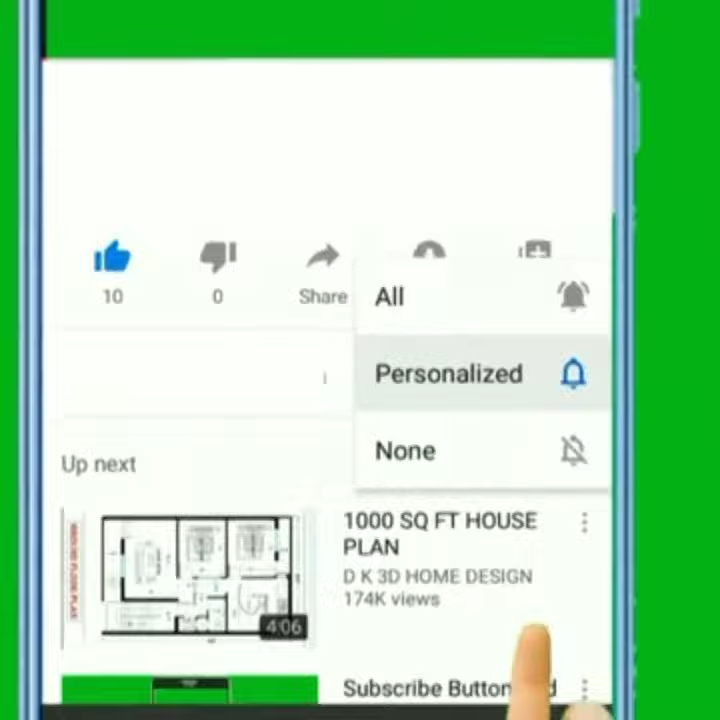 10
0
Share
All
Personalized
None
Up next
1000 SQ FT HOUSE
PLAN
D K 3D HOME DESIGN
174K views
4:06
Subscribe Button